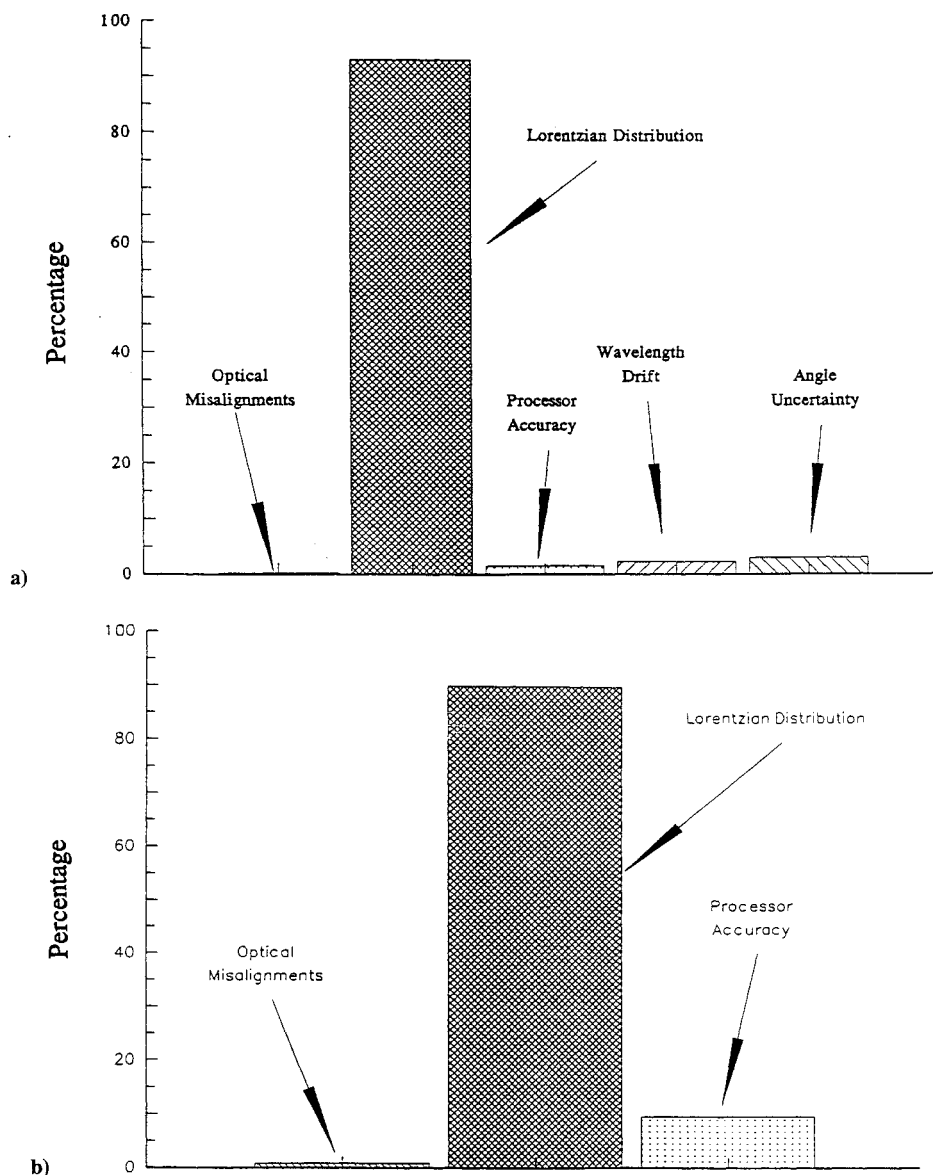 100
80
60
40
20
0
Percentage
Lorentzian Distribution
Optical
Misalignments
Processor
Accuracy
Wavelength
Drift
Angle
Uncertainty
a)
100
80
60
40
20
0
Percentage
Lorentzian Distribution
Processor
Accuracy
Optical
Misalignments
b)